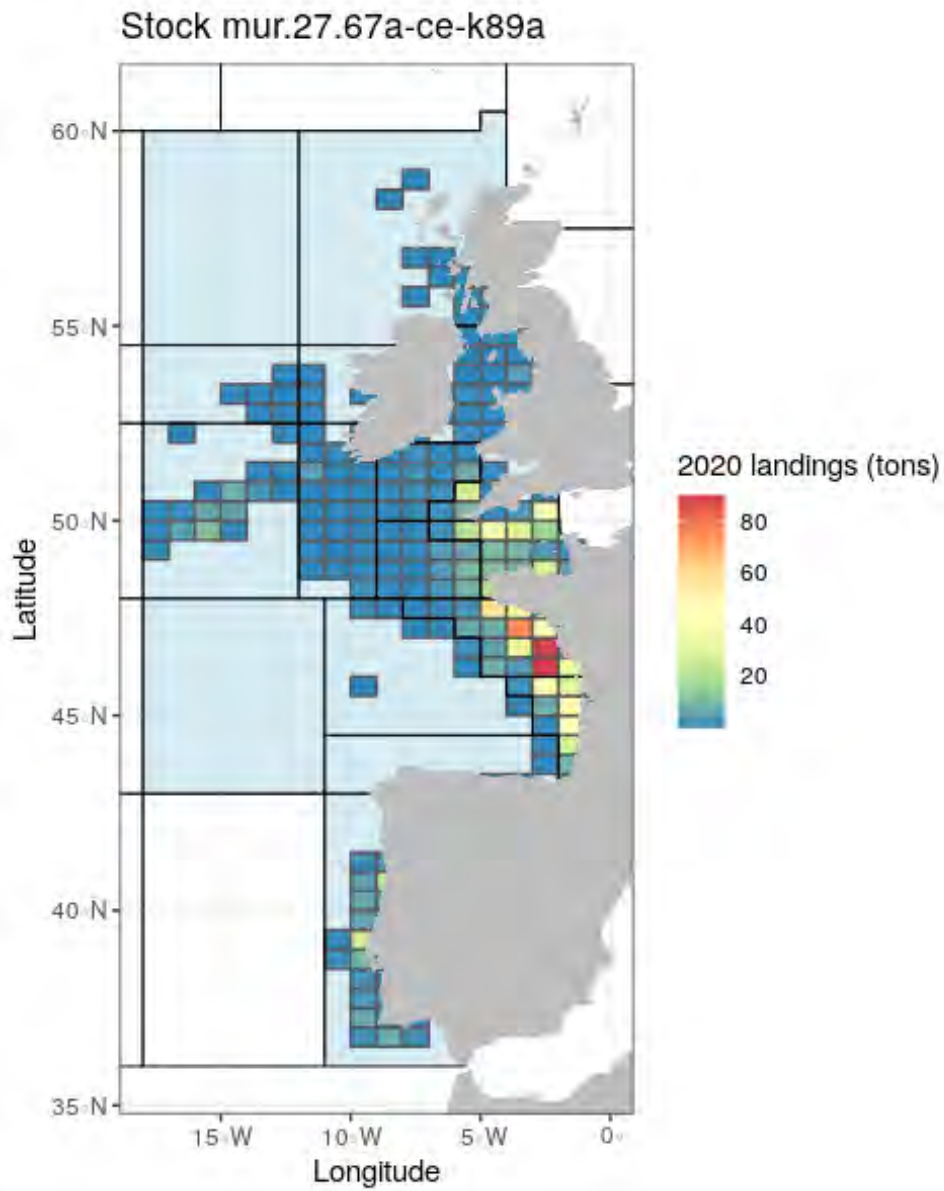 Stock mur.27.67a-ce-k89a
60◦N
55◦N
50◦N
45◦N
40◦N
35◦N
Latitude
15◦W
10◦W
5◦W
0◦
Longitude
2020 landings (tons)
80
60
40
20